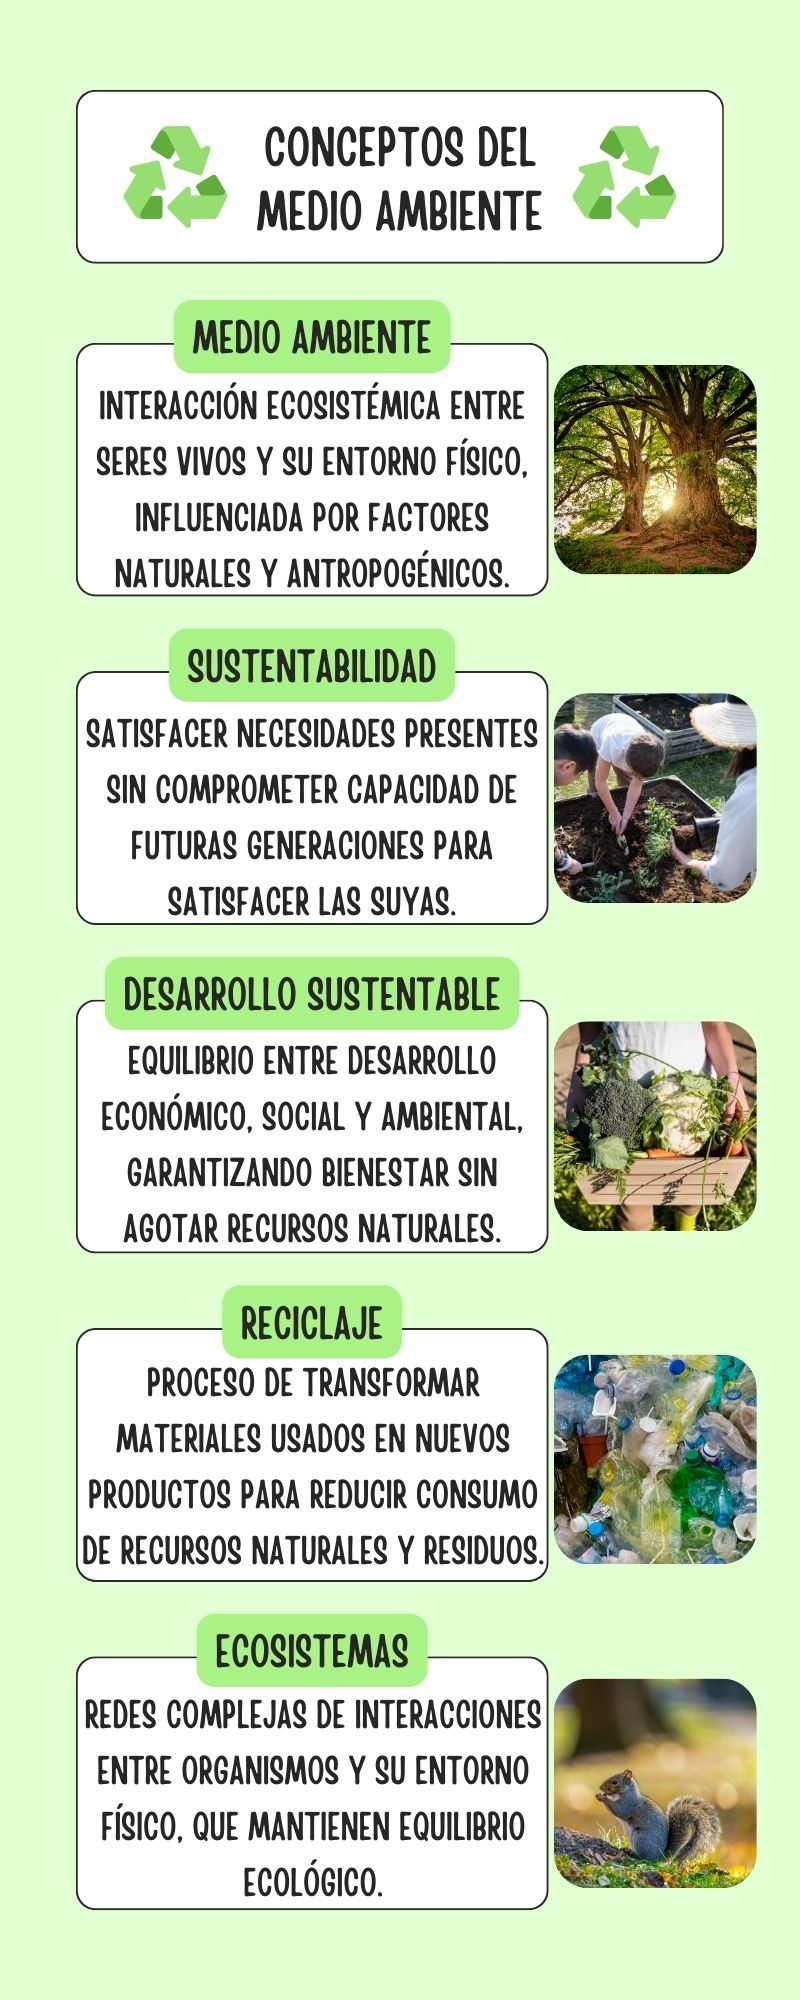 CONCEPTOS DEL
MEDIO AMBIENTE
MEDIO AMBIENTE
INTERACCIÓN ECOSISTÉMICA ENTRE
SERES VIVOS Y SU ENTORNO FÍSICO,
INFLUENCIADA POR FACTORES
NATURALES Y ANTROPOGÉNICOS.
SUSTENTABILIDAD
SATISFACER NECESIDADES PRESENTES
SIN COMPROMETER CAPACIDAD DE
FUTURAS GENERACIONES PARA
SATISFACER LAS SUYAS.
DESARROLLO SUSTENTABLE
EQUILIBRIO ENTRE DESARROLLO
ECONÓMICO, SOCIAL Y AMBIENTAL,
GARANTIZANDO BIENESTAR SIN
AGOTAR RECURSOS NATURALES.
RECICLAJE
PROCESO DE TRANSFORMAR
MATERIALES USADOS EN NUEVOS
PRODUCTOS PARA REDUCIR CONSUMO
DE RECURSOS NATURALES Y RESIDUOS.
ECOSISTEMAS
REDES COMPLEJAS DE INTERACCIONES
ENTRE ORGANISMOS Y SU ENTORNO
FÍSICO, QUE MANTIENEN EQUILIBRIO
ECOLÓGICO.